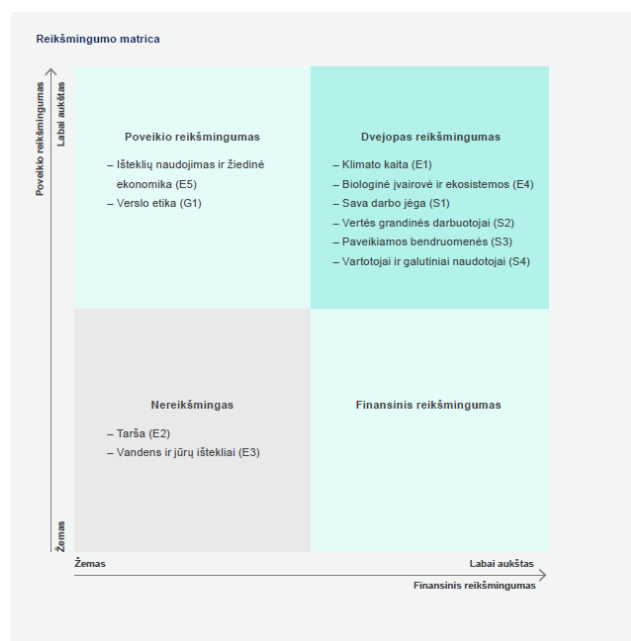 Reikšmingumo matrica
Poveikio reikšmingumas
Labai aukštas
Žemas
Poveikio reikšmingumas
– Išteklių naudojimas ir žiedinė
ekonomika (E5)
– Verslo etika (G1)
Dvejopas reikšmingumas
– Klimato kaita (E1)
– Biologinė įvairovė ir ekosistemos (E4)
– Sava darbo jėga (S1)
– Vertės grandinės darbuotojai (S2)
– Paveikiamos bendruomenės (S3)
– Vartotojai ir galutiniai naudotojai (S4)
Nereikšmingas
– Tarša (E2)
– Vandens ir jūrų ištekliai (E3)
Finansinis reikšmingumas
Žemas
Labai aukštas
Finansinis reikšmingumas